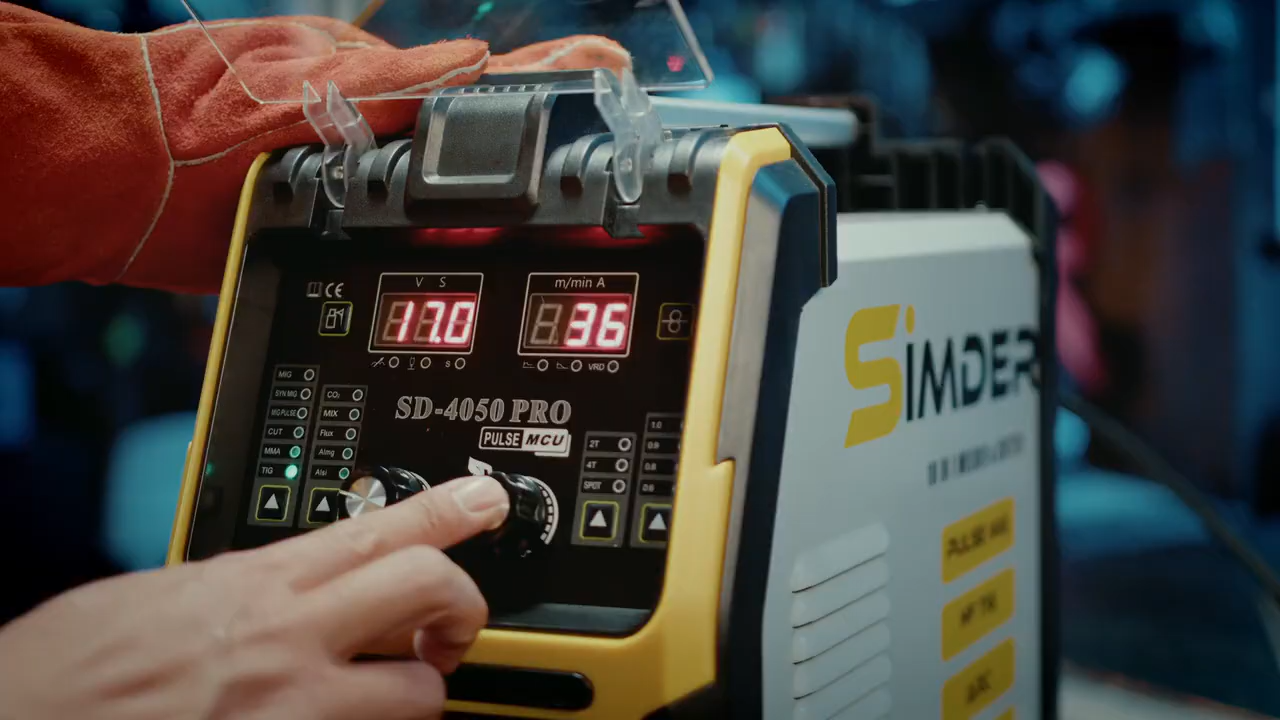 CE
V S
m/min A
17.0
36
S
VRD
MIG
SYN MIG
MIG PULSE
CUT
MMA
TIG
CO₂
MIX
Flux
Almg
Alsi
SD-4050 PRO
PULSE MCU
2T
4T
SPOT
1.0
0.9
0.8
0.6
SIMDER
PULSE MIG
HF TIG
ARC